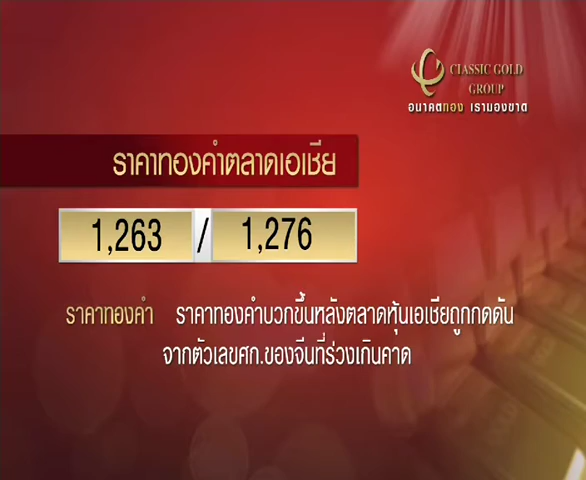 CLASSIC GOLD
GROUP
อนาคตทอง เรามองขาด
ราคาทองคำตลาดเอเชีย
1,263 / 1,276
ราคาทองคำ ราคาทองคำบวกขึ้นหลังตลาดหุ้นเอเชียถูกกดดัน
จากตัวเลขศก.ของจีนที่ร่วงเกินคาด